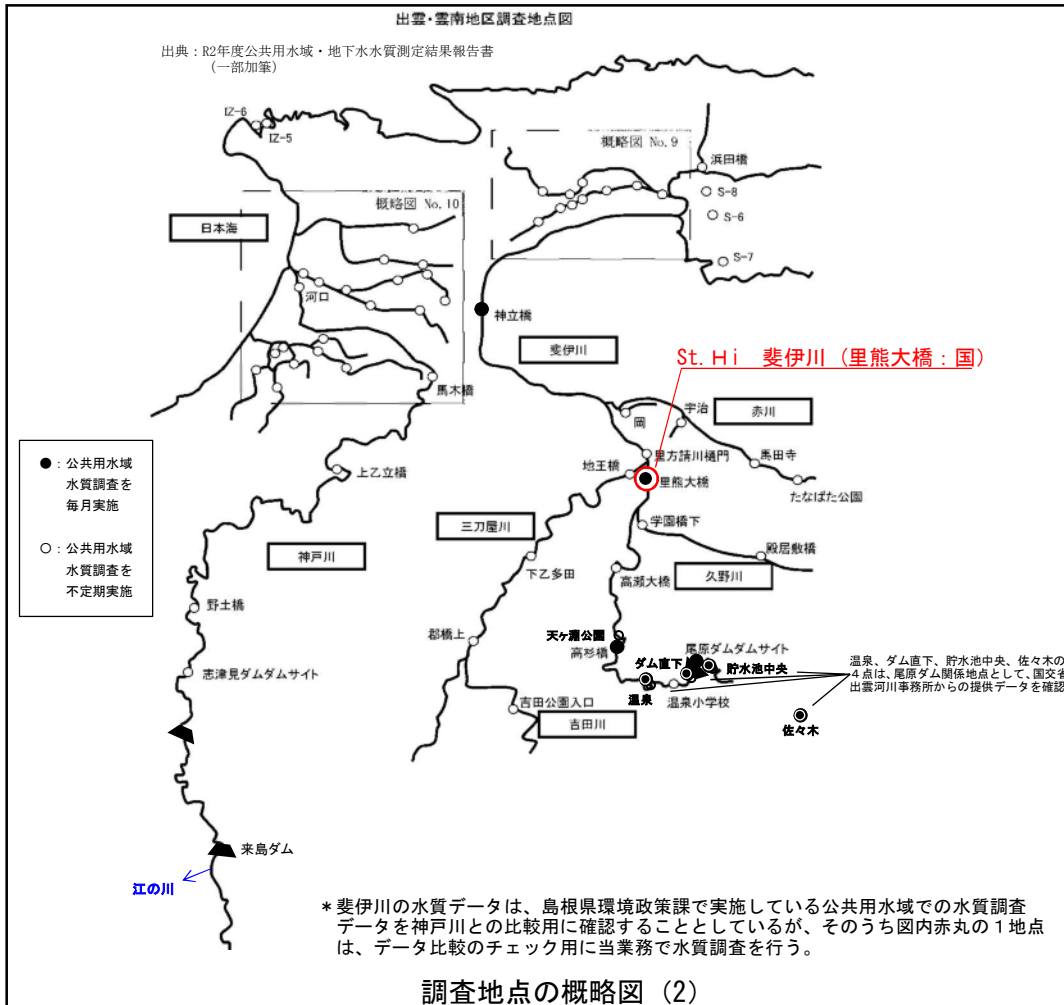 出雲・雲南地区調査地点図
出典：R2年度公共用水域・地下水水質測定結果報告書
（一部加筆）
IZ-6
IZ-5
概略図 No.9
浜田橋
S-8
S-6
S-7
概略図 No.10
日本海
河口
神立橋
斐伊川
St.Hi　斐伊川（里熊大橋：国）
馬木橋
岡
宇治
赤川
里方請川樋門
馬田寺
地王橋
里熊大橋
たなばた公園
上乙立橋
●：公共用水域
水質調査を
毎月実施
○：公共用水域
水質調査を
不定期実施
三刀屋川
学園橋下
神戸川
殿居敷橋
下乙多田
高瀬大橋
久野川
野土橋
郡橋上
天ヶ淵公園
高杉橋
尾原ダムダムサイト
ダム直下
貯水池中央
志津見ダムダムサイト
温泉
温泉小学校
温泉、ダム直下、貯水池中央、佐々木の
４点は、尾原ダム関係地点として、国交省
出雲河川事務所からの提供データを確認
吉田公園入口
吉田川
佐々木
来島ダム
江の川
＊斐伊川の水質データは、島根県環境政策課で実施している公共用水域での水質調査
データを神戸川との比較用に確認することとしているが、そのうち図内赤丸の１地点
は、データ比較のチェック用に当業務で水質調査を行う。
調査地点の概略図（2）